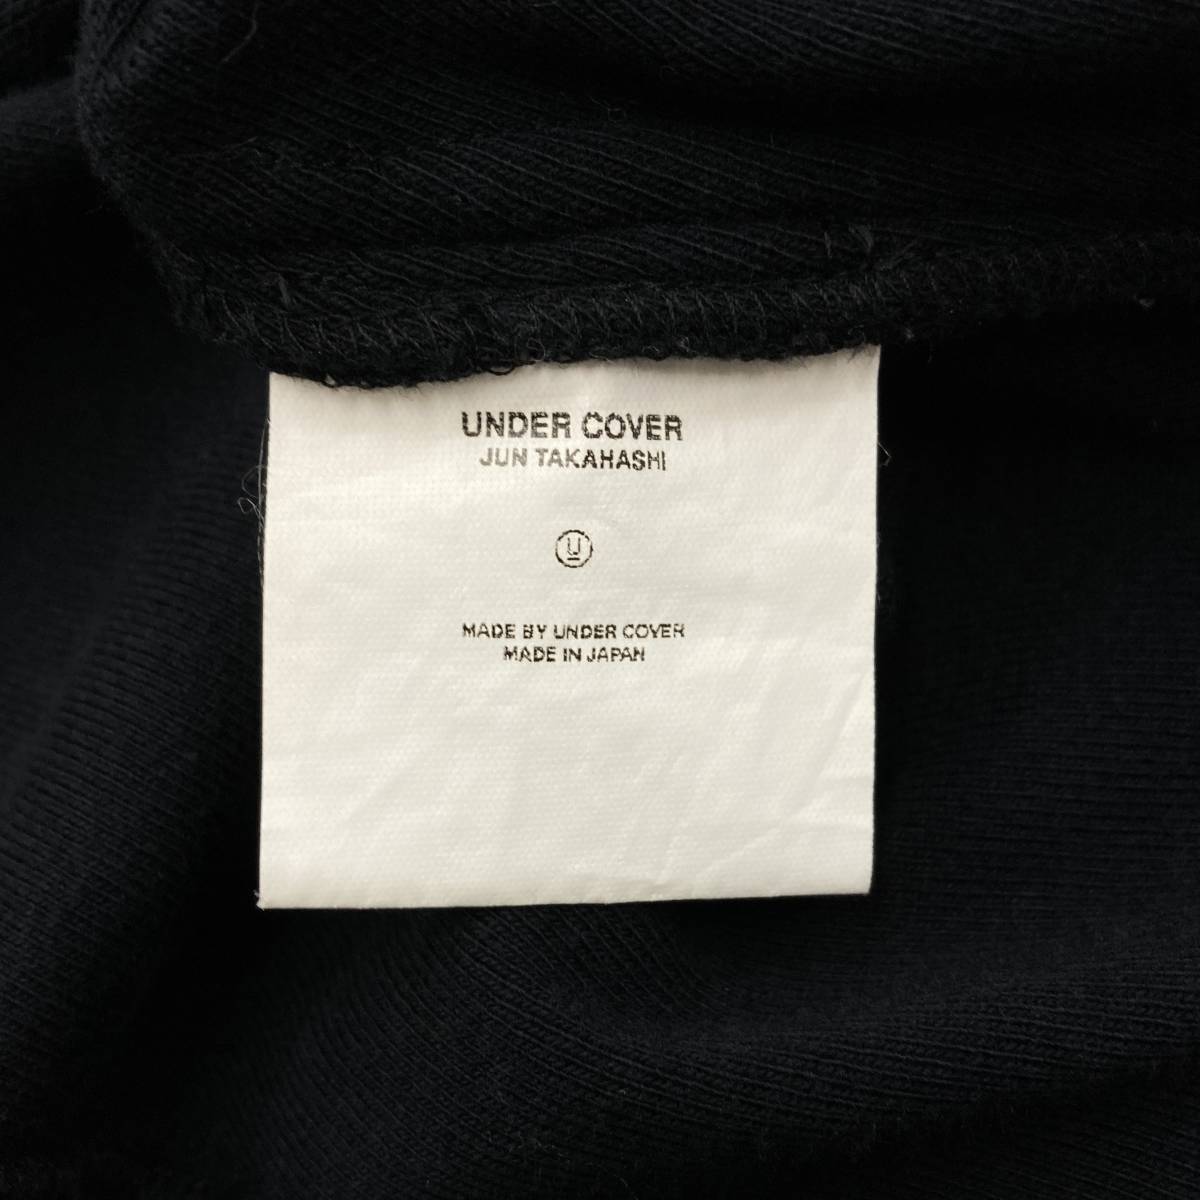 UNDER COVER
JUN TAKAHASHI
U
MADE BY UNDER COVER
MADE IN JAPAN